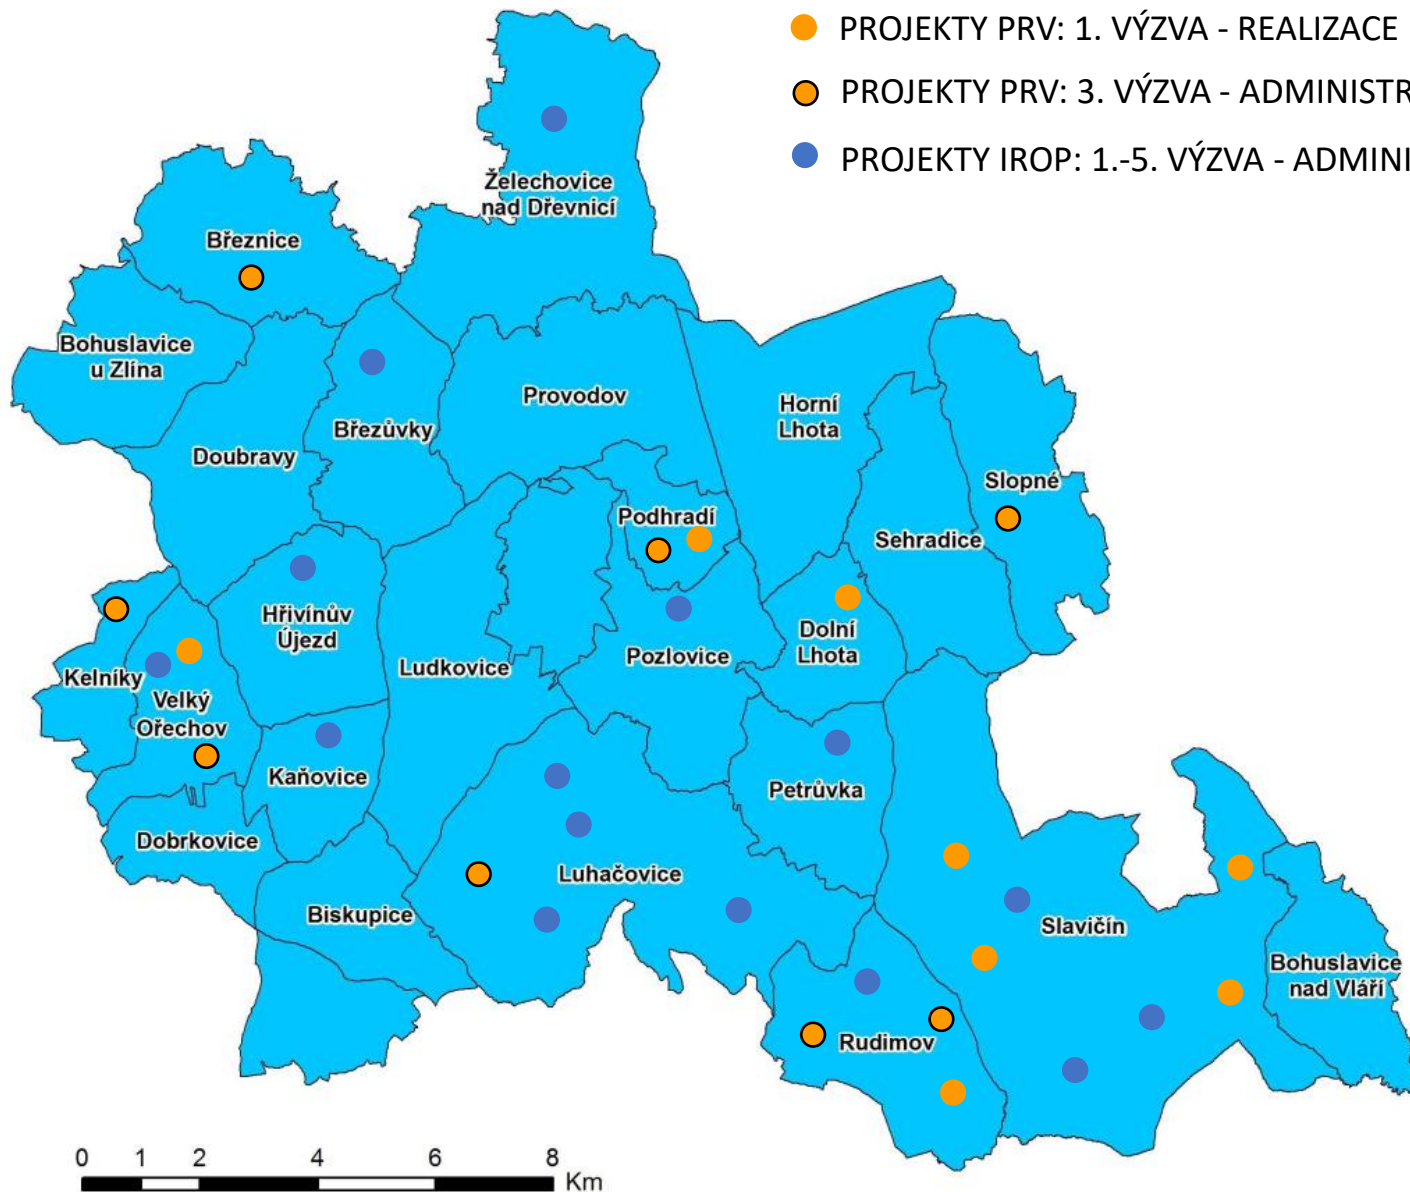 PROJEKTY PRV: 1. VÝZVA - REALIZACE
PROJEKTY PRV: 3. VÝZVA - ADMINISTR
PROJEKTY IROP: 1.-5. VÝZVA - ADMINI
Želechovice
nad Dřevnicí
Březnice
Bohuslavice
u Zlína
Provodov
Horní
Lhota
Březůvky
Doubravy
Slopné
Podhradí
Sehradice
Hřivínův
Újezd
Dolní
Lhota
Pozlovice
Ludkovice
Kelníky
Velký
Ořechov
Kaňovice
Petrůvka
Dobrkovice
Luhačovice
Biskupice
Slavičín
Bohuslavice
nad Vláří
Rudimov
0 1 2 4 6 8
Km